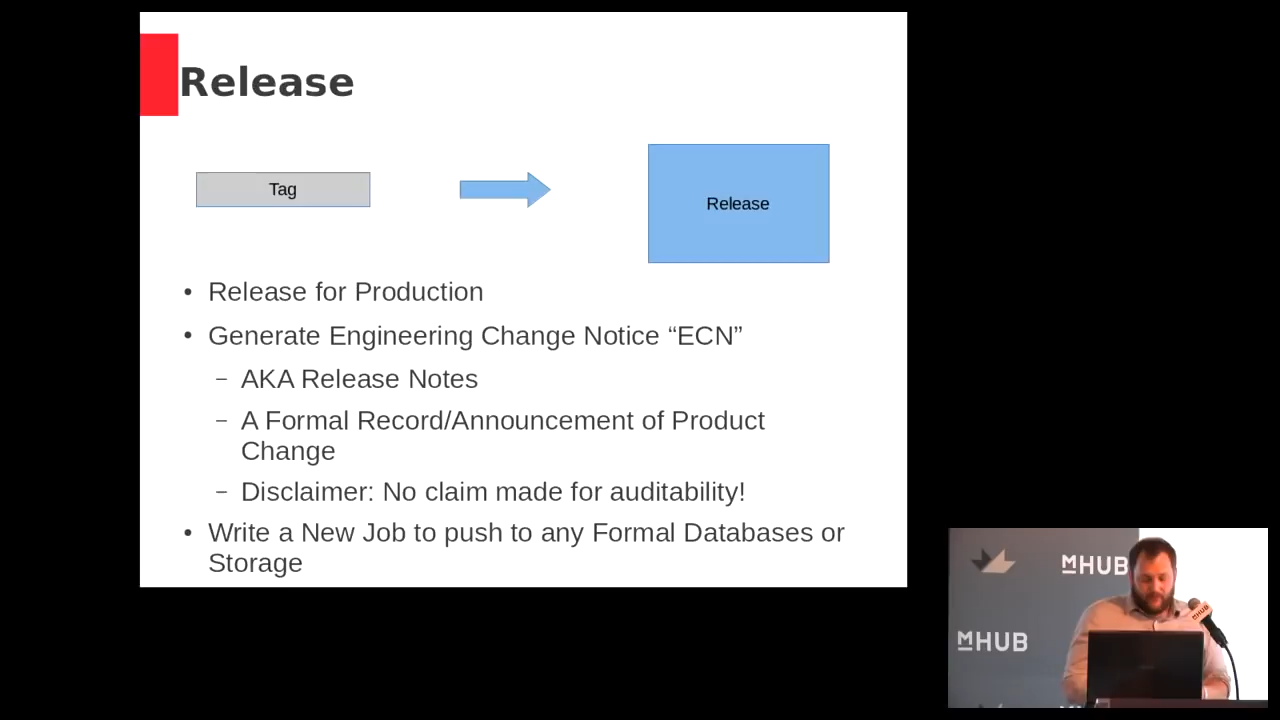 Release
Tag
Release
• Release for Production
• Generate Engineering Change Notice “ECN”
– AKA Release Notes
– A Formal Record/Announcement of Product
Change
– Disclaimer: No claim made for auditability!
• Write a New Job to push to any Formal Databases or
Storage
MHUB
MHUB
MHUB